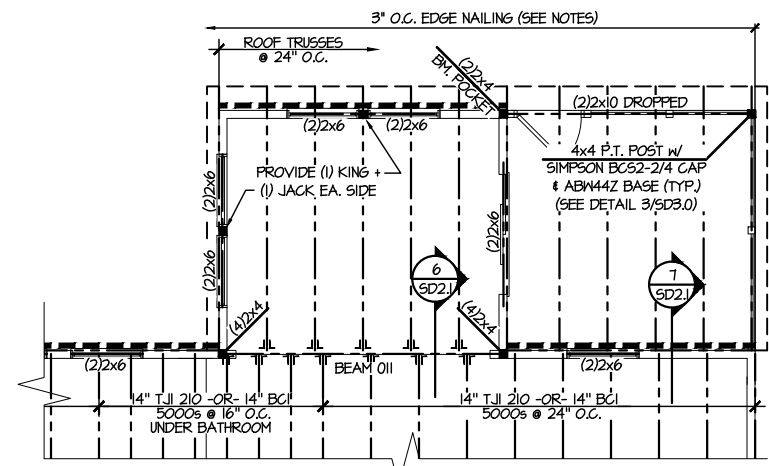 3" O.C. EDGE NAILING (SEE NOTES)
ROOF TRUSSES
@ 24" O.C.
(2)2x4
BM. POCKET
(2)2x10 DROPPED
(2)2x6
(2)2x6
4x4 P.T. POST w/
SIMPSON BCS2-2/4 CAP
& ABW44Z BASE (TYP.)
(SEE DETAIL 3/SD3.0)
PROVIDE (1) KING +
(1) JACK EA. SIDE
(2)2x6
(2)2x6
(2)2x6
6
SD2.1
7
SD2.1
(4)2x4
(4)2x4
(2)2x6
BEAM 011
(2)2x6
14" TJI 210 -OR- 14" BCI
5000s @ 16" O.C.
UNDER BATHROOM
14" TJI 210 -OR- 14" BCI
5000s @ 24" O.C.